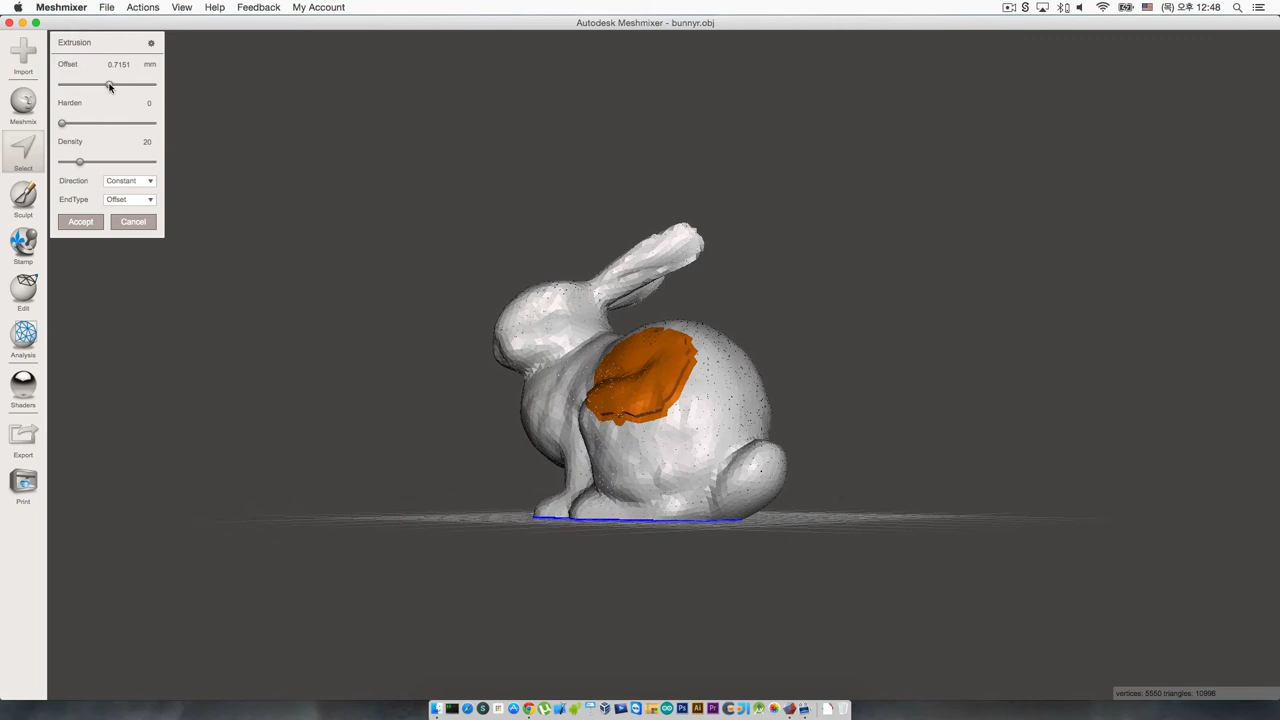 Meshmixer File Actions View Help Feedback My Account (목) 오후 12:48
Autodesk Meshmixer - bunnyr.obj
Extrusion
Offset 0.7151 mm
Harden 0
Density 20
Direction Constant
EndType Offset
Accept Cancel
Import
Meshmix
Select
Sculpt
Stamp
Edit
Analysis
Shaders
Export
Print
vertices: 5550 triangles: 10996